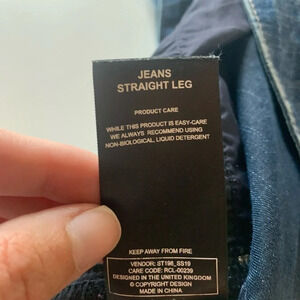 JEANS
STRAIGHT LEG
PRODUCT CARE
WHILE THIS PRODUCT IS EASY-CARE
WE ALWAYS RECOMMEND USING
NON-BIOLOGICAL, LIQUID DETERGENT
KEEP AWAY FROM FIRE
VENDOR: ST198_SS19
CARE CODE: RCL-00239
DESIGNED IN THE UNITED KINGDOM
© COPYRIGHT DESIGN
MADE IN CHINA